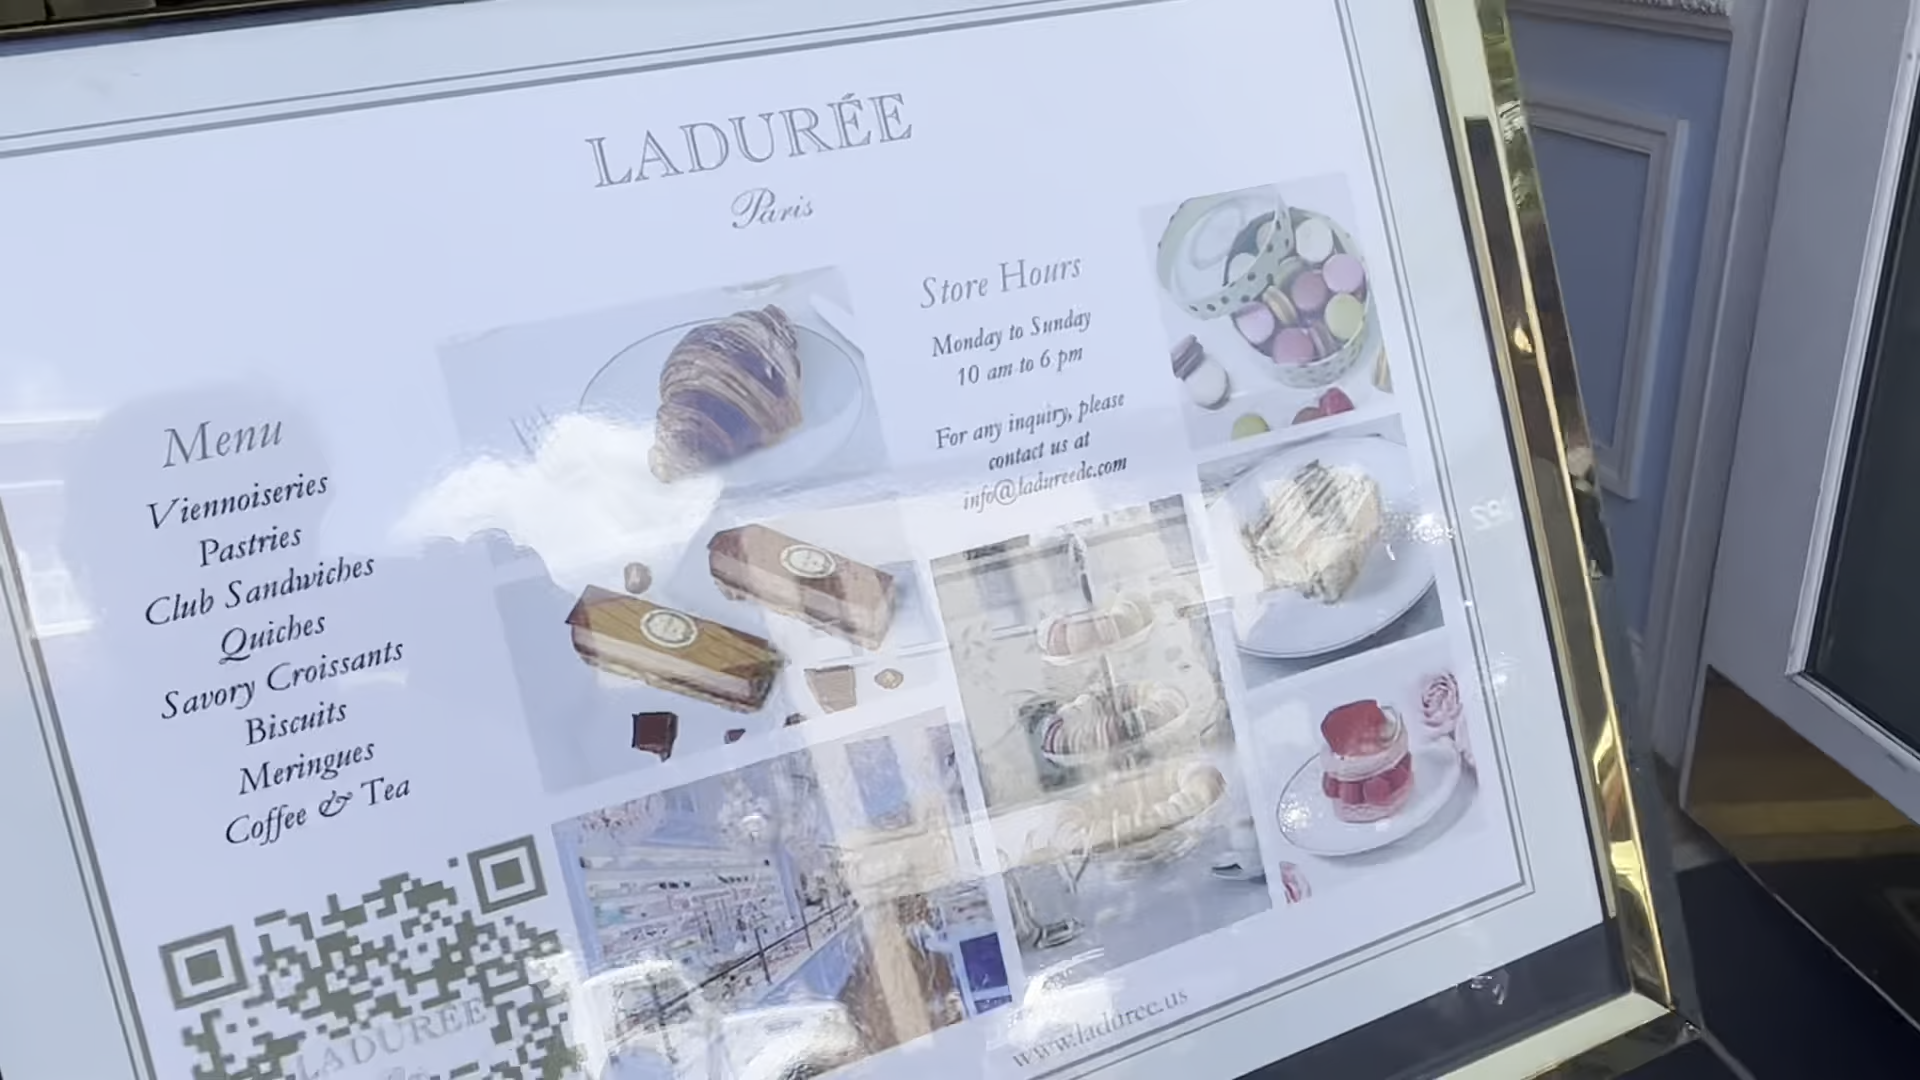 LADURÉE
Paris
Menu
Viennoiseries
Pastries
Club Sandwiches
Quiches
Savory Croissants
Biscuits
Meringues
Coffee & Tea
LADURÉE
Store Hours
Monday to Sunday
10 am to 6 pm
For any inquiry, please
contact us at
info@ladureedc.com
www.laduree.us